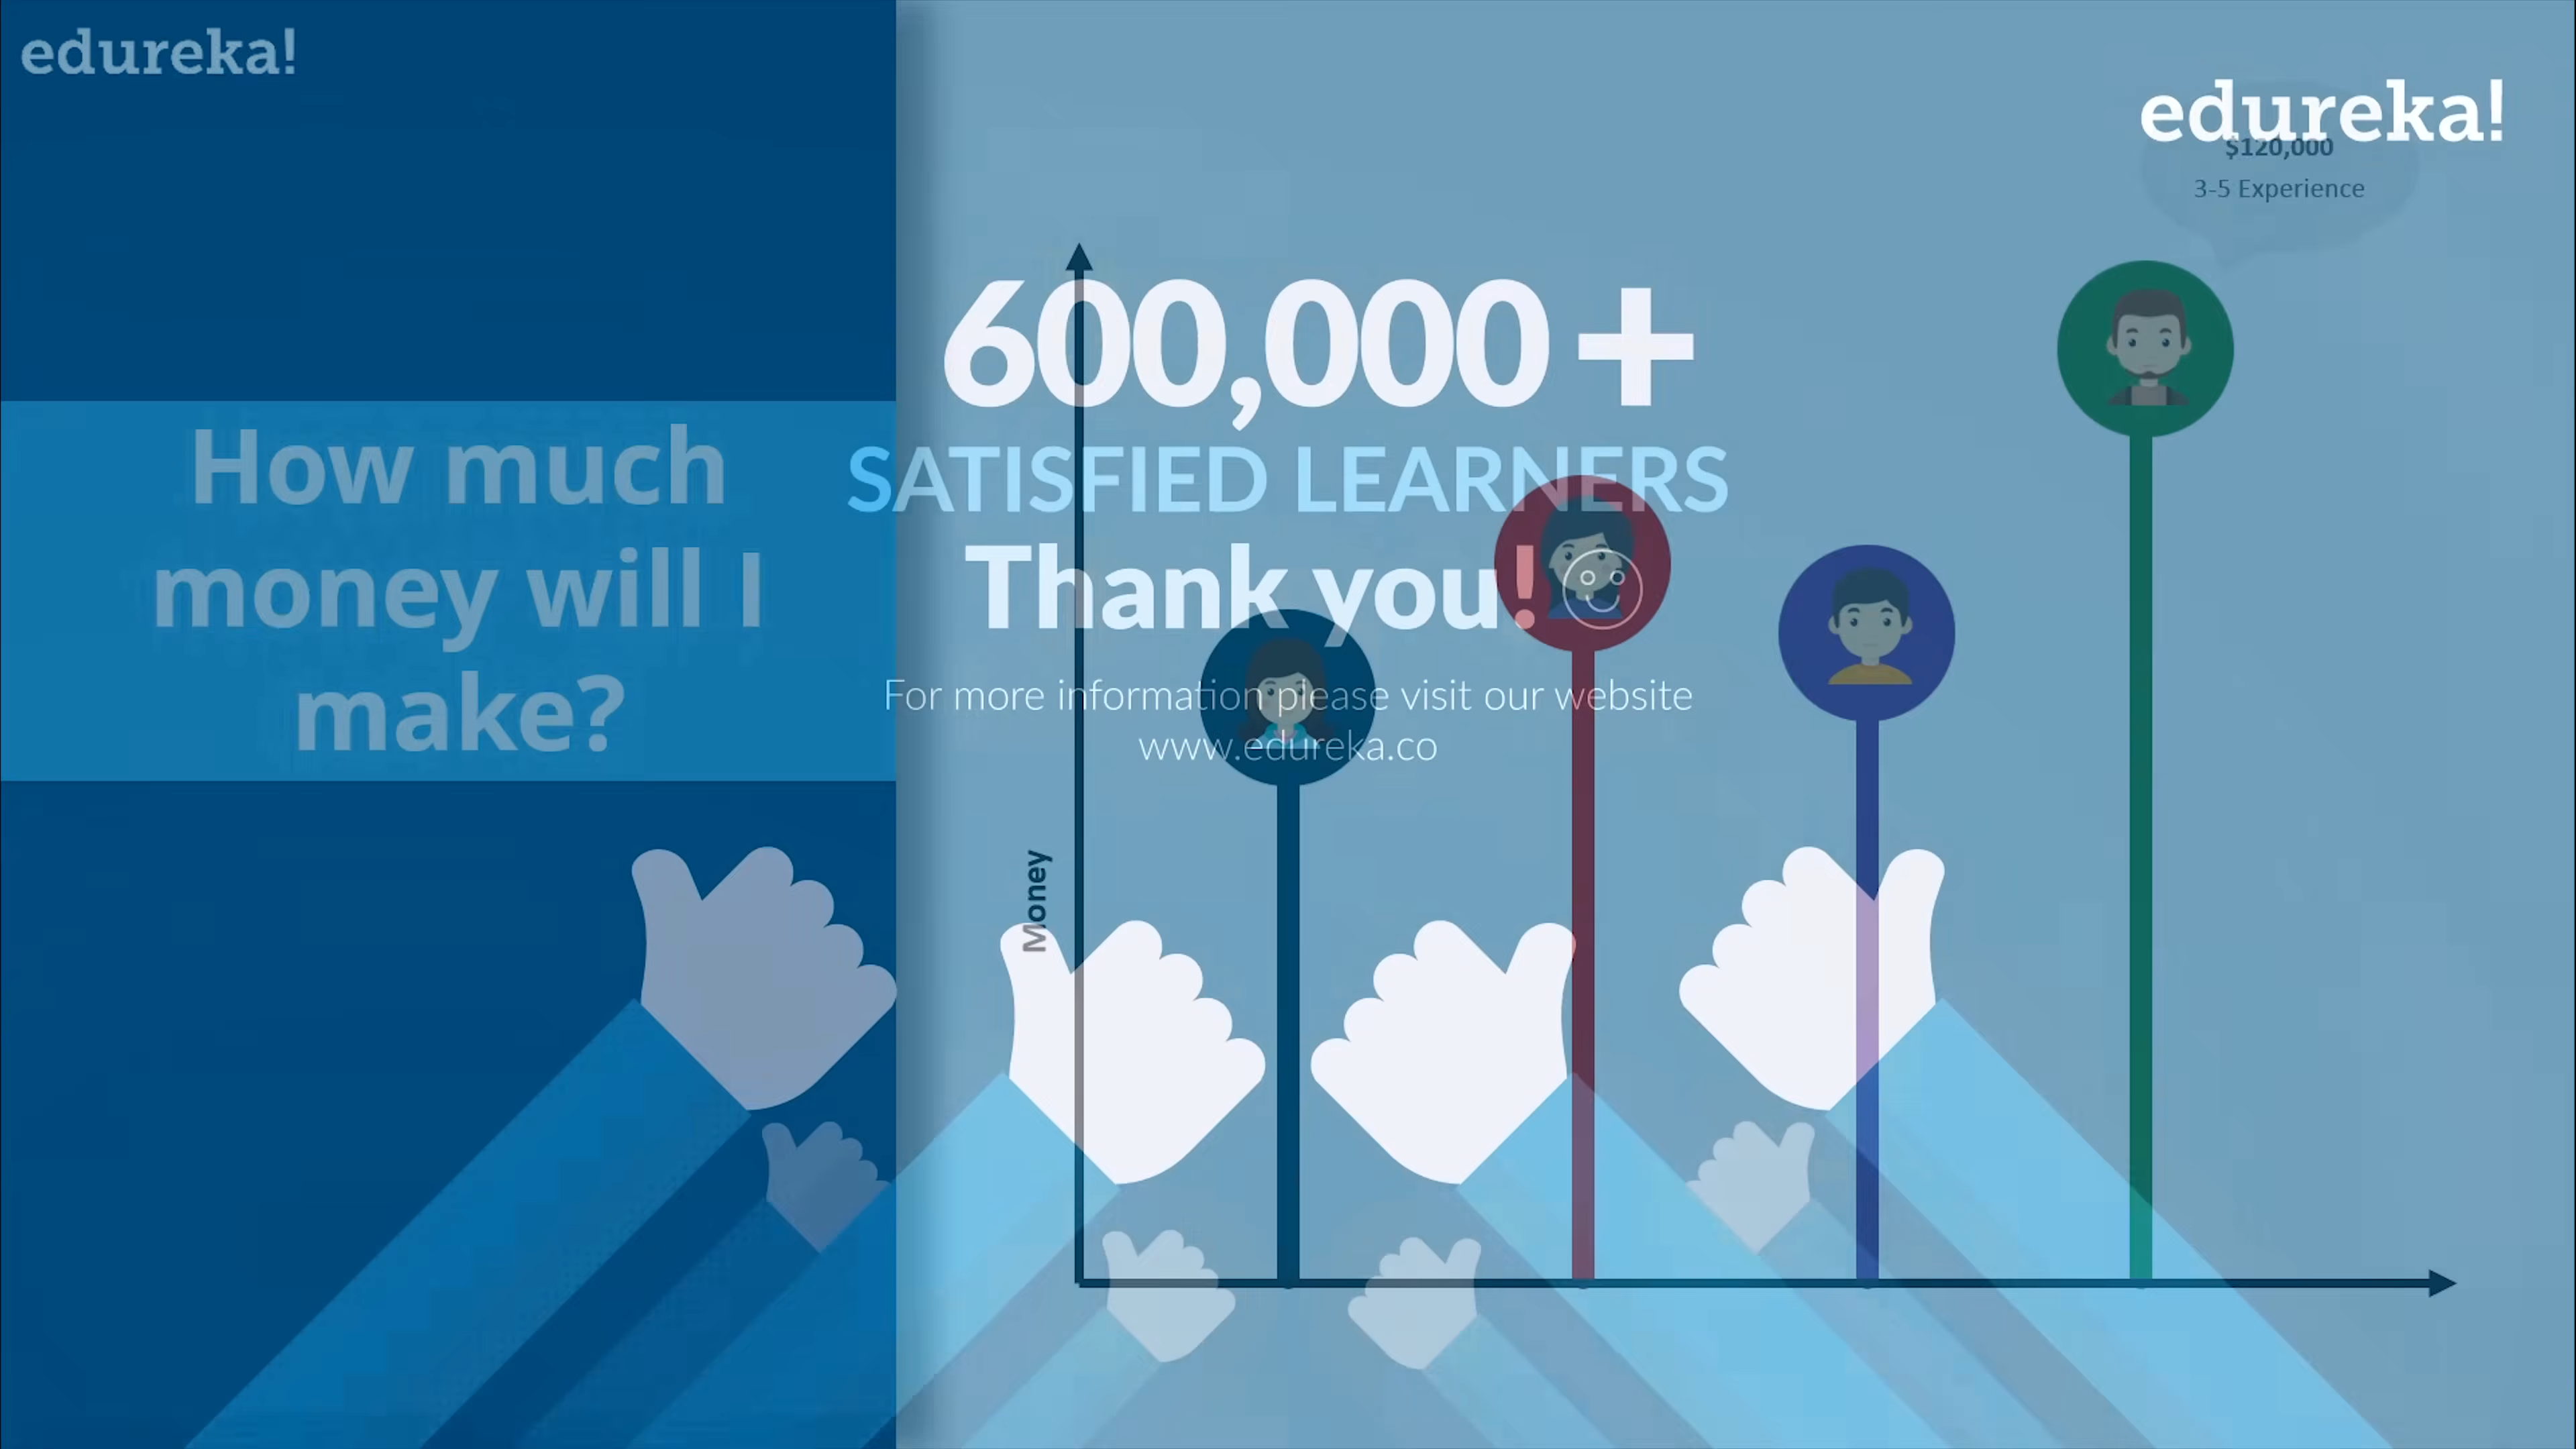 edureka!
edureka!
$120,000
3-5 Experience
600,000 +
SATISFIED LEARNERS
Thank you!
For more information please visit our website
www.edureka.co
How much
money will I
make?
Money